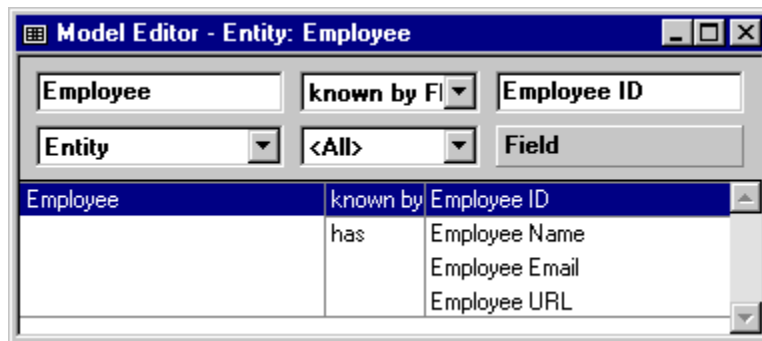 Model Editor - Entity: Employee
Employee known by Fl Employee ID
Entity <All> Field
Employee known by Employee ID
has Employee Name
Employee Email
Employee URL